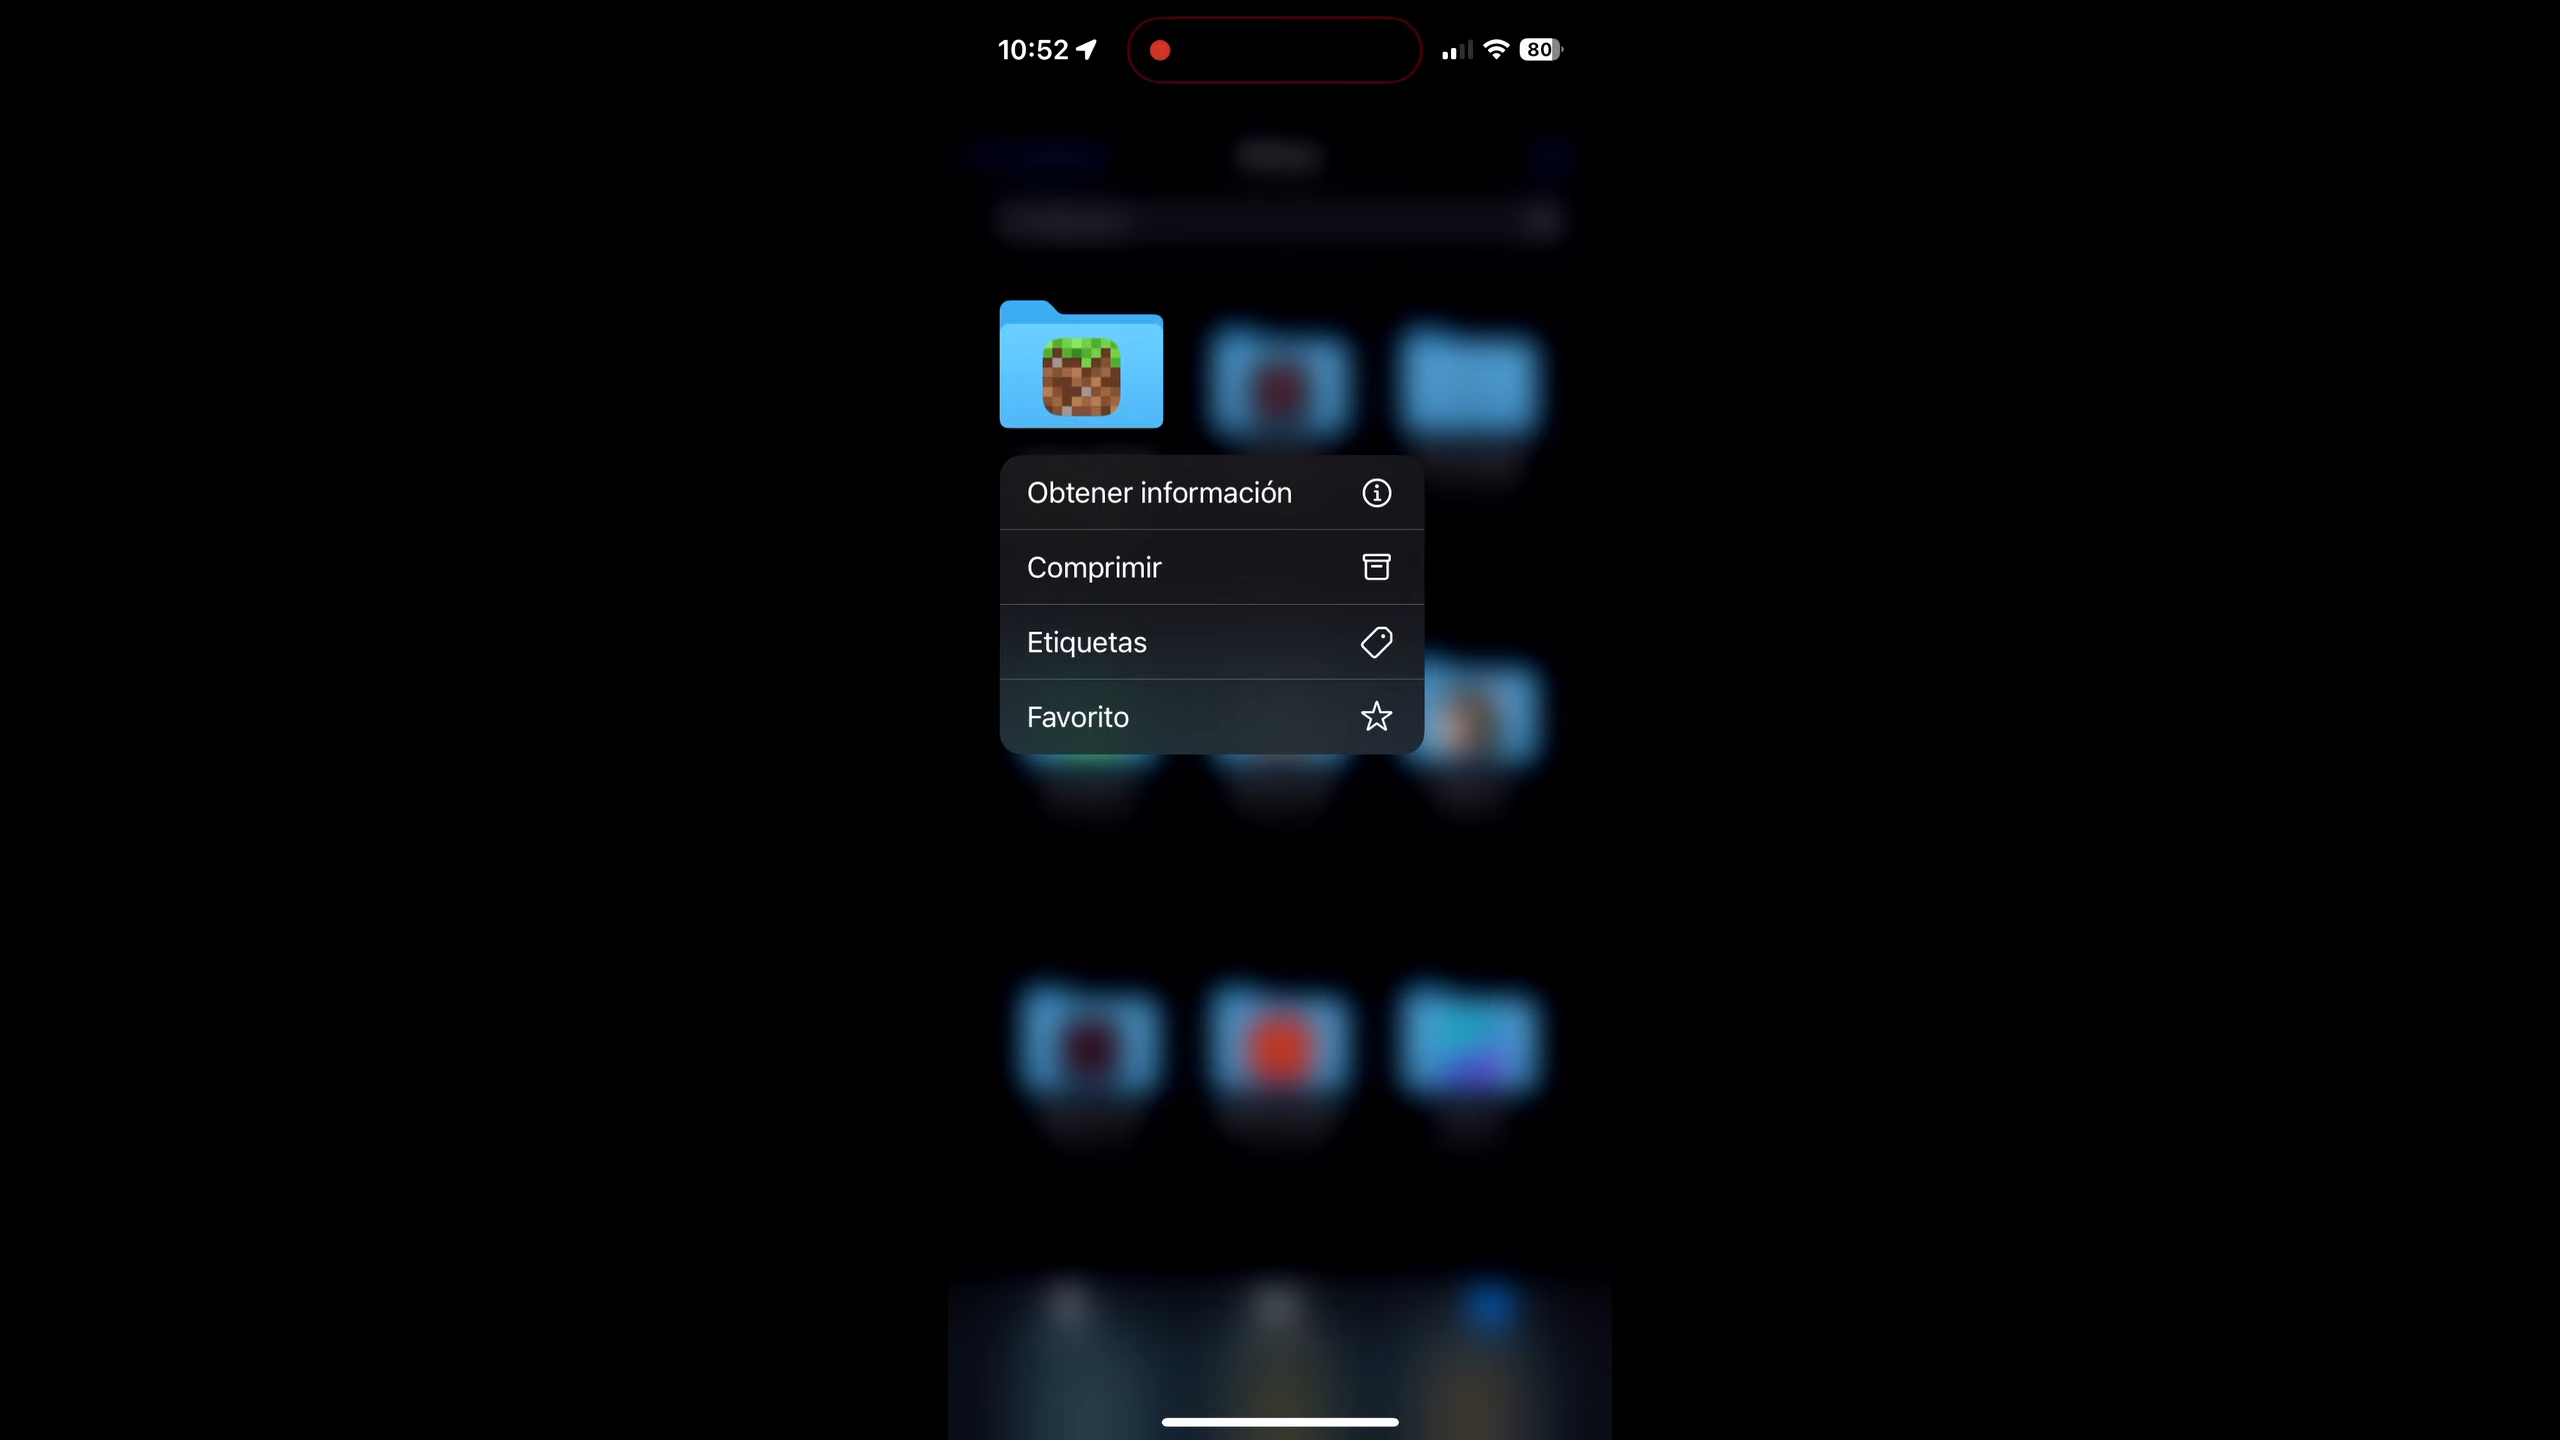 10:52
80
Obtener información
Comprimir
Etiquetas
Favorito